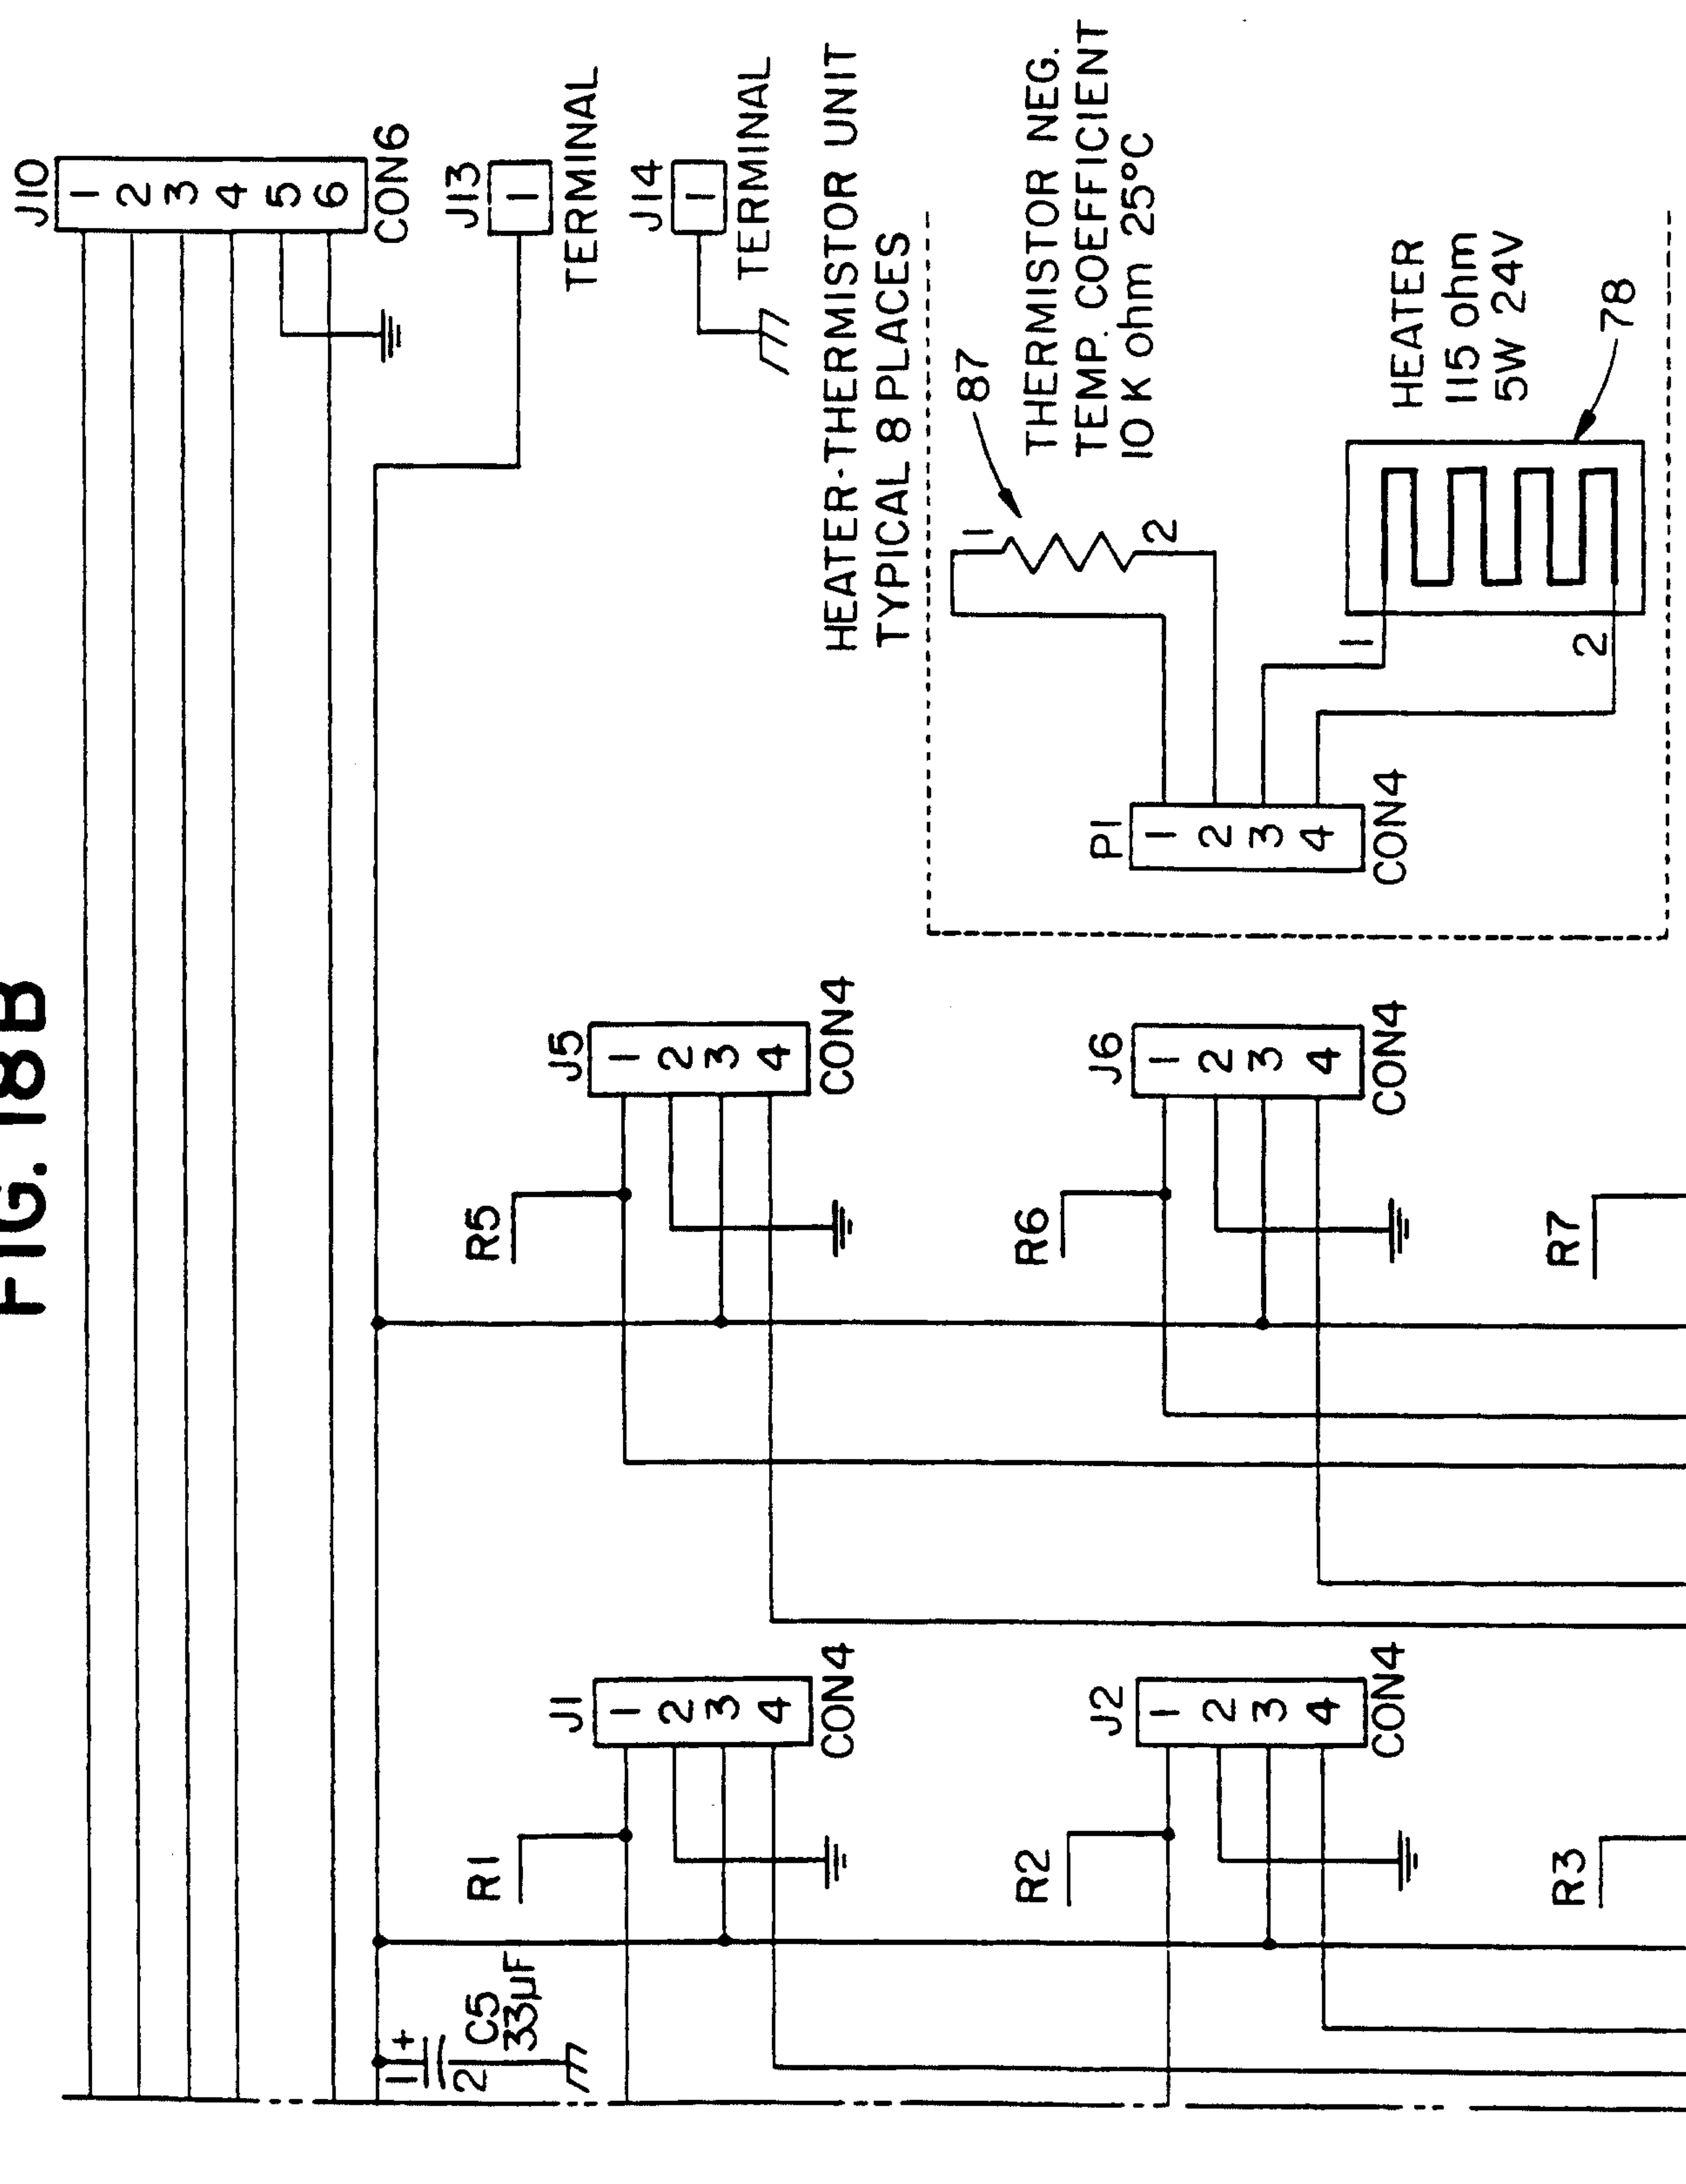 FIG. 18B
J10
1
2
3
4
5
6
CON6
J13
1
TERMINAL
J14
1
TERMINAL
HEATER-THERMISTOR UNIT
TYPICAL 8 PLACES
87
THERMISTOR NEG.
TEMP. COEFFICIENT
10 K ohm 25°C
1
2
HEATER
115 ohm
5W 24V
78
1
2
P1
1
2
3
4
CON4
J5
1
2
3
4
CON4
R5
J6
1
2
3
4
CON4
R6
R7
J1
1
2
3
4
CON4
R1
J2
1
2
3
4
CON4
R2
R3
1 +
2
C5
33µF